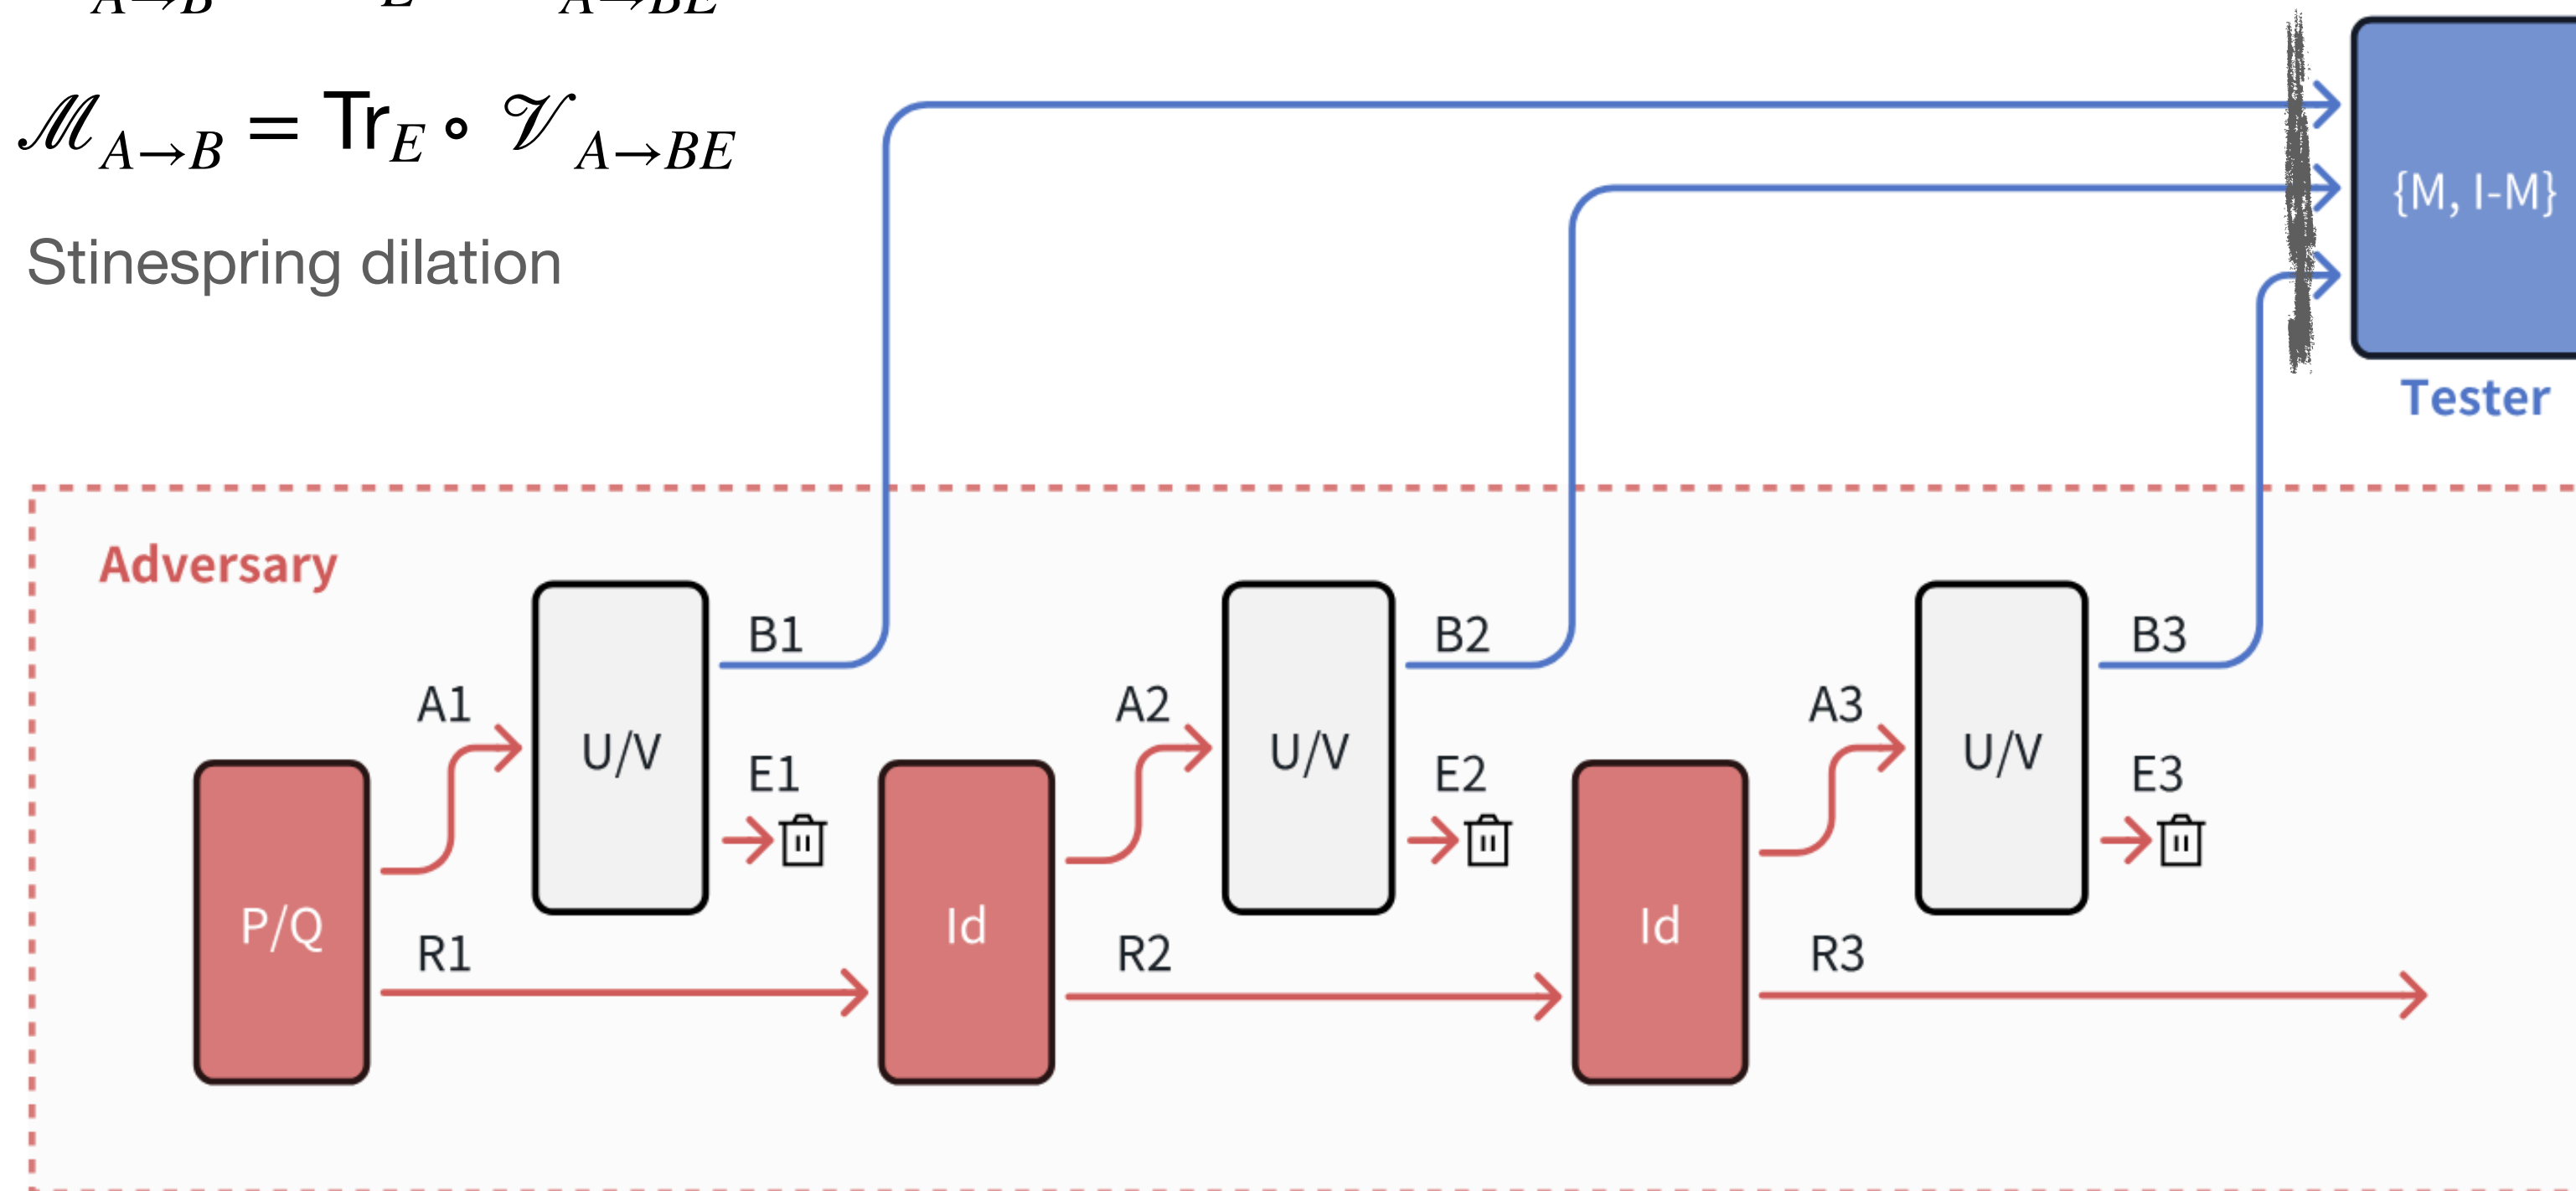 A→B E A→BE
ℳ_{A→B} = Tr_E ∘ 𝒱_{A→BE}
Stinespring dilation
{M, I-M}
Tester
Adversary
B1
B2
B3
A1
A2
A3
U/V
U/V
U/V
E1
E2
E3
P/Q
Id
Id
R1
R2
R3